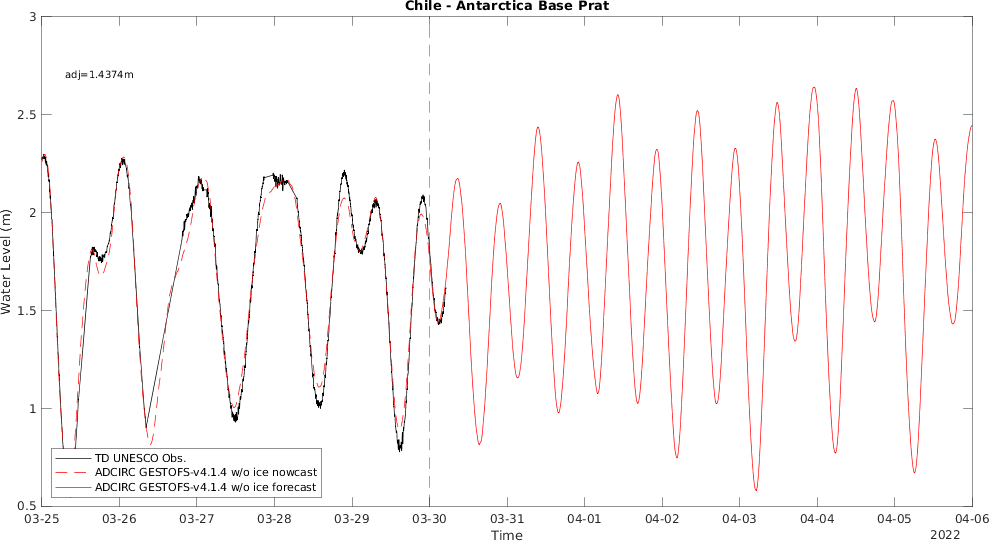 Chile - Antarctica Base Prat
adj=1.4374m
Water Level (m)
3
2.5
2
1.5
1
0.5
TD UNESCO Obs.
ADCIRC GESTOFS-v4.1.4 w/o ice nowcast
ADCIRC GESTOFS-v4.1.4 w/o ice forecast
03-25 03-26 03-27 03-28 03-29 03-30 03-31 04-01 04-02 04-03 04-04 04-05 04-06
Time
2022